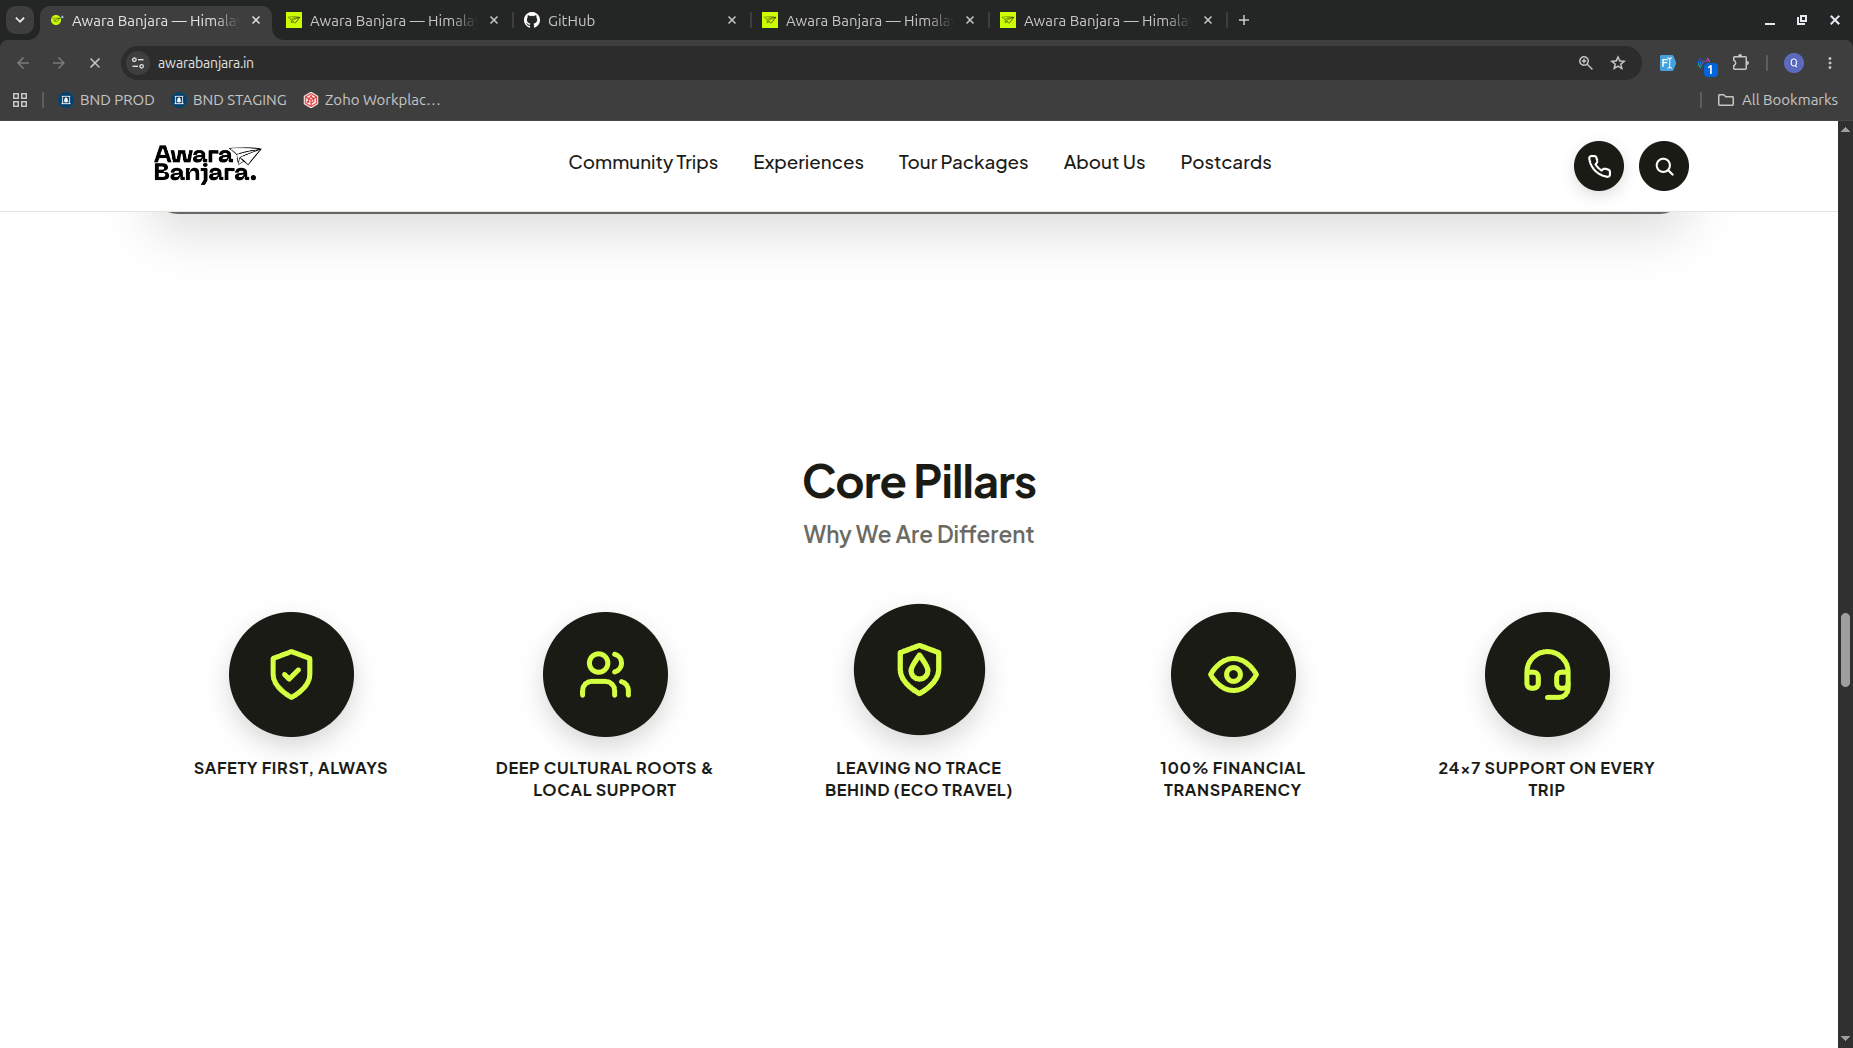 Awara Banjara — Himala
Awara Banjara — Himala
GitHub
Awara Banjara — Himala
Awara Banjara — Himala
awarabanjara.in
1
Q
BND PROD
BND STAGING
Zoho Workplac...
All Bookmarks
Awara
Banjara.
Community Trips
Experiences
Tour Packages
About Us
Postcards
Core Pillars
Why We Are Different
SAFETY FIRST, ALWAYS
DEEP CULTURAL ROOTS &
LOCAL SUPPORT
LEAVING NO TRACE
BEHIND (ECO TRAVEL)
100% FINANCIAL
TRANSPARENCY
24×7 SUPPORT ON EVERY
TRIP